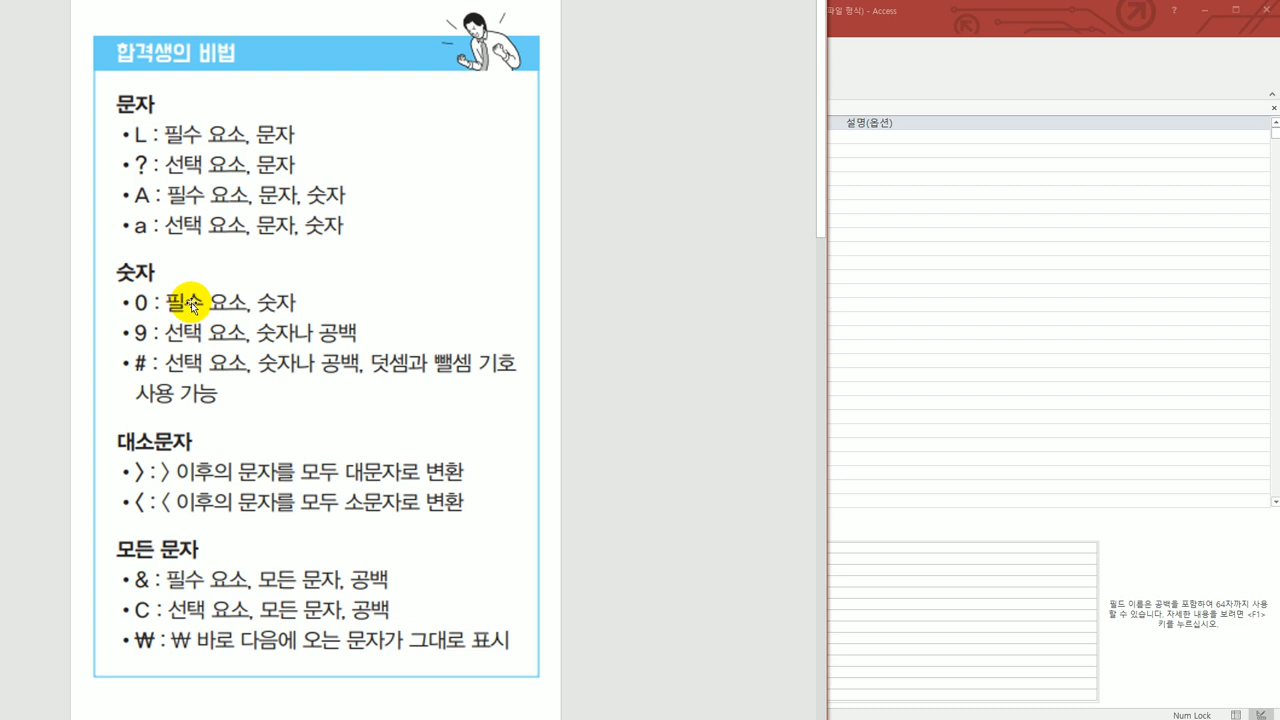 파일 형식) - Access
합격생의 비법
문자
• L : 필수 요소, 문자
• ? : 선택 요소, 문자
• A : 필수 요소, 문자, 숫자
• a : 선택 요소, 문자, 숫자
숫자
• 0 : 필수 요소, 숫자
• 9 : 선택 요소, 숫자나 공백
• # : 선택 요소, 숫자나 공백, 덧셈과 뺄셈 기호
사용 가능
대소문자
• 〉 : 〉 이후의 문자를 모두 대문자로 변환
• 〈 : 〈 이후의 문자를 모두 소문자로 변환
모든 문자
• & : 필수 요소, 모든 문자, 공백
• C : 선택 요소, 모든 문자, 공백
• ₩ : ₩ 바로 다음에 오는 문자가 그대로 표시
설명(옵션)
필드 이름은 공백을 포함하여 64자까지 사용
할 수 있습니다. 자세한 내용을 보려면 <F1>
키를 누르십시오.
Num Lock